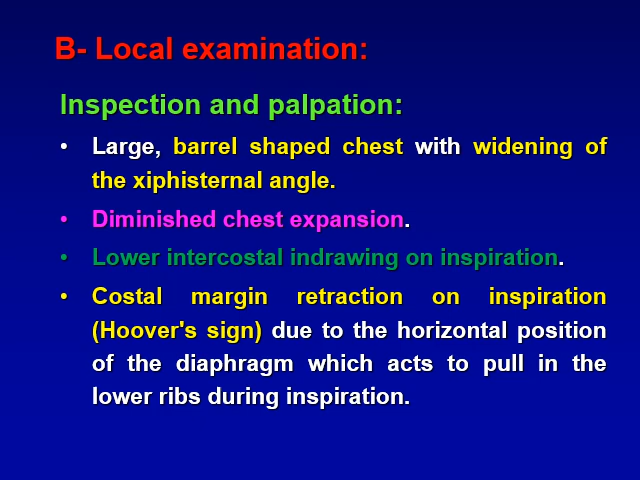 B- Local examination:
Inspection and palpation:
• Large, barrel shaped chest with widening of
the xiphisternal angle.
• Diminished chest expansion.
• Lower intercostal indrawing on inspiration.
• Costal margin retraction on inspiration
(Hoover's sign) due to the horizontal position
of the diaphragm which acts to pull in the
lower ribs during inspiration.